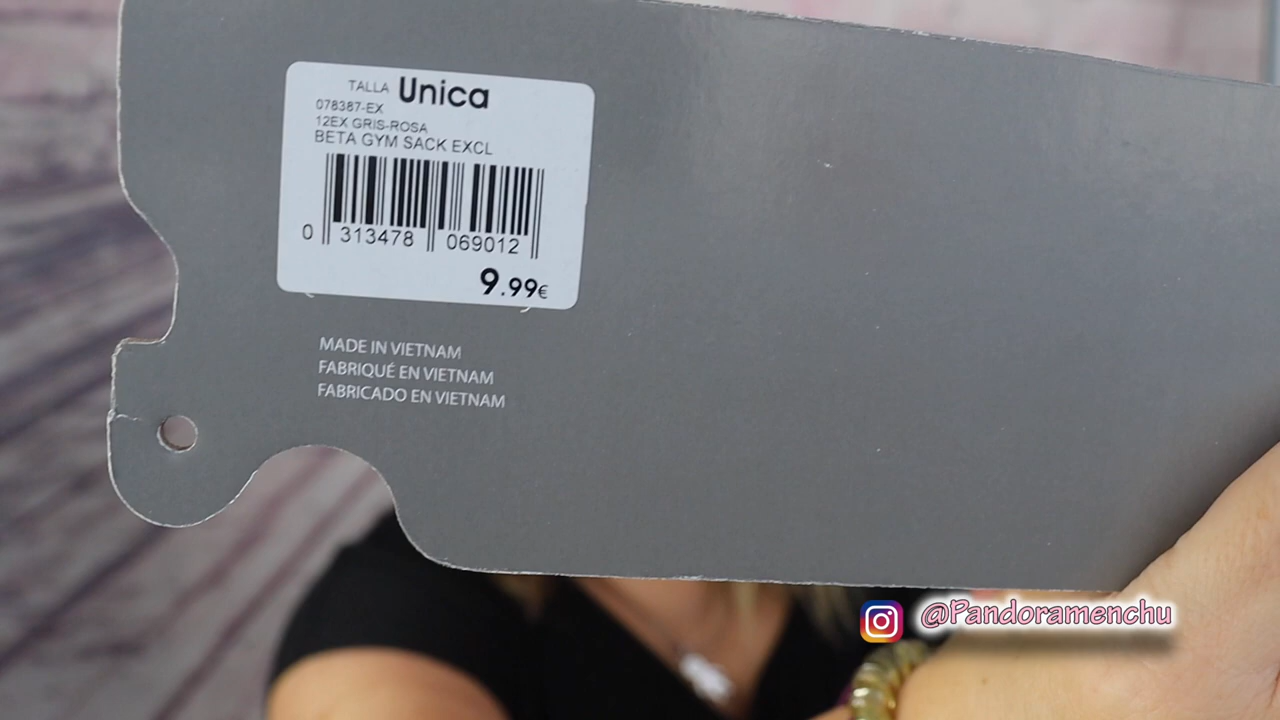 TALLA Unica
078387-EX
12EX GRIS-ROSA
BETA GYM SACK EXCL
0 313478 069012
9.99€
MADE IN VIETNAM
FABRIQUÉ EN VIETNAM
FABRICADO EN VIETNAM
@Pandoramenchu